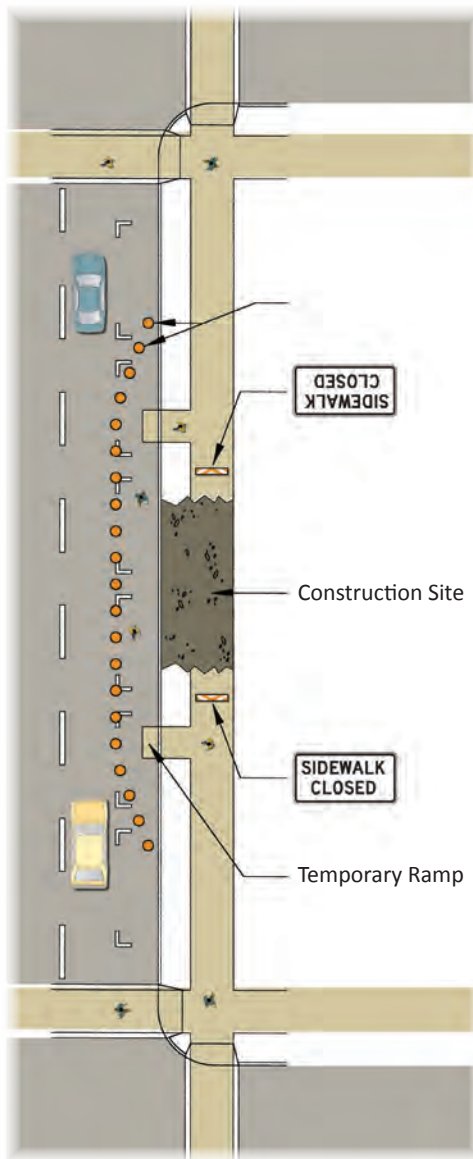 SIDEWALK
CLOSED
Construction Site
SIDEWALK
CLOSED
Temporary Ramp